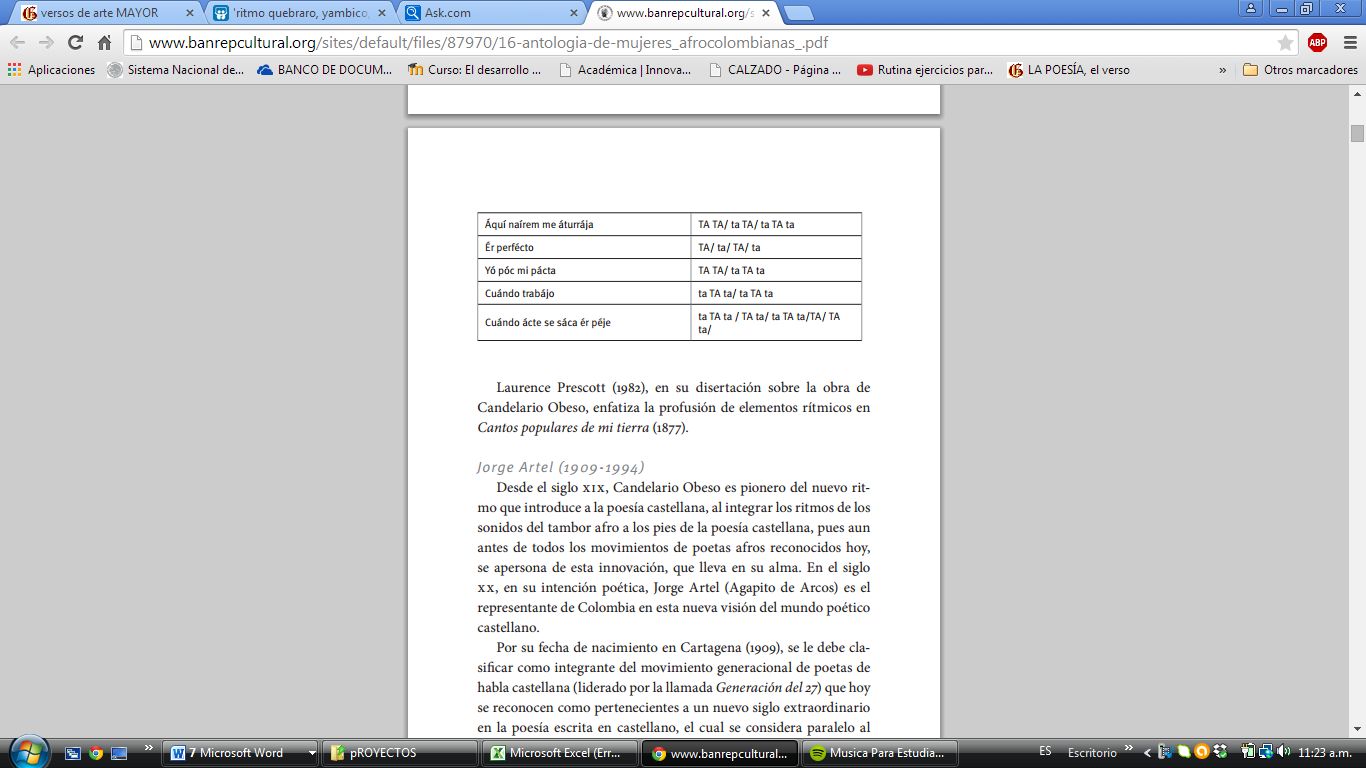 versos de arte MAYOR
'ritmo quebraro, yambico,
Ask.com
www.banrepcultural.org/s
www.banrepcultural.org/sites/default/files/87970/16-antologia-de-mujeres_afrocolombianas_.pdf
ABP
Aplicaciones
Sistema Nacional de...
BANCO DE DOCUM...
Curso: El desarrollo ...
Académica | Innova...
CALZADO - Página ...
Rutina ejercicios par...
LA POESÍA, el verso
»
Otros marcadores
Áquí naírem me áturrája TA TA/ ta TA/ ta TA ta
Ér perfécto TA/ ta/ TA/ ta
Yó póc mi pácta TA TA/ ta TA ta
Cuándo trabájo ta TA ta/ ta TA ta
Cuándo ácte se sáca ér péje ta TA ta / TA ta/ ta TA ta/TA/ TA
ta/
Laurence Prescott (1982), en su disertación sobre la obra de
Candelario Obeso, enfatiza la profusión de elementos rítmicos en
Cantos populares de mi tierra (1877).
Jorge Artel (1909-1994)
Desde el siglo XIX, Candelario Obeso es pionero del nuevo rit-
mo que introduce a la poesía castellana, al integrar los ritmos de los
sonidos del tambor afro a los pies de la poesía castellana, pues aun
antes de todos los movimientos de poetas afros reconocidos hoy,
se apersona de esta innovación, que lleva en su alma. En el siglo
XX, en su intención poética, Jorge Artel (Agapito de Arcos) es el
representante de Colombia en esta nueva visión del mundo poético
castellano.
Por su fecha de nacimiento en Cartagena (1909), se le debe cla-
sificar como integrante del movimiento generacional de poetas de
habla castellana (liderado por la llamada Generación del 27) que hoy
se reconocen como pertenecientes a un nuevo siglo extraordinario
en la poesía escrita en castellano, el cual se considera paralelo al
»
7 Microsoft Word
pROYECTOS
Microsoft Excel (Err...
www.banrepcultural...
Musica Para Estudia...
ES
Escritorio
»
11:23 a.m.